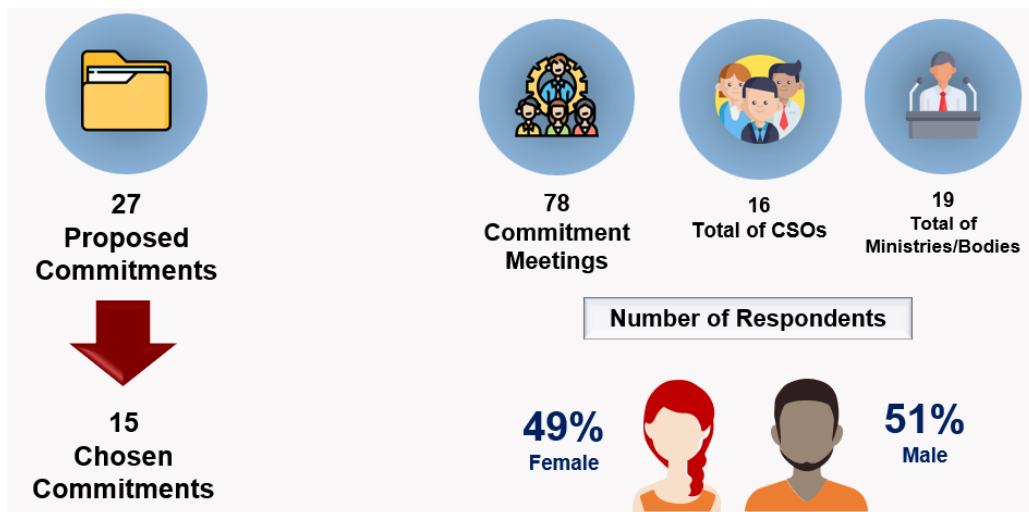 27
Proposed
Commitments
15
Chosen
Commitments
78
Commitment
Meetings
16
Total of CSOs
19
Total of
Ministries/Bodies
Number of Respondents
49%
Female
51%
Male